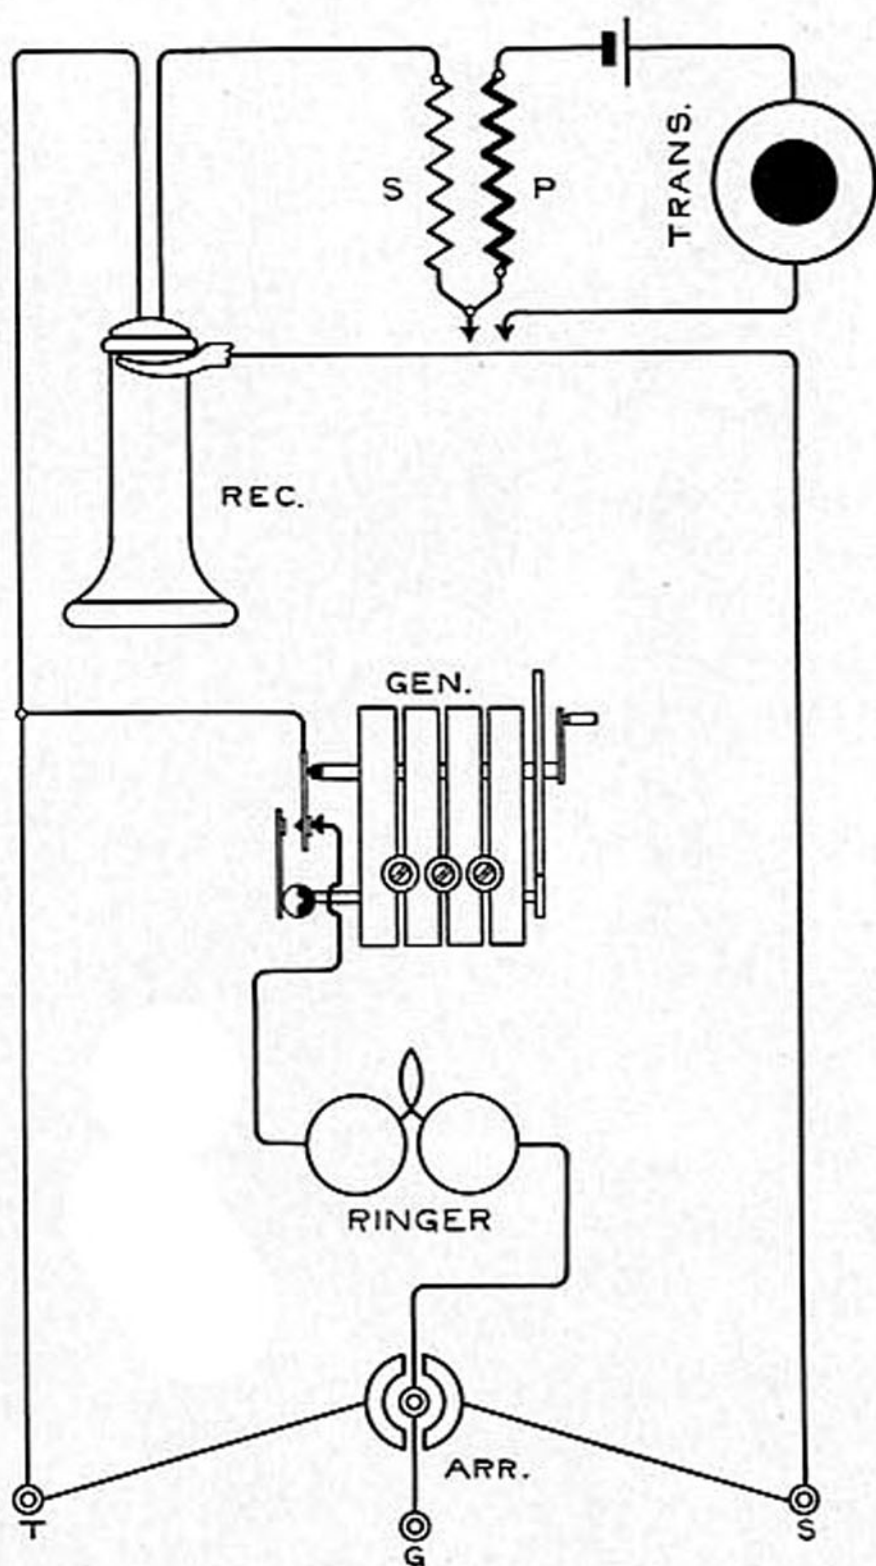 TRANS.
S
P
REC.
GEN.
RINGER
ARR.
T
G
S